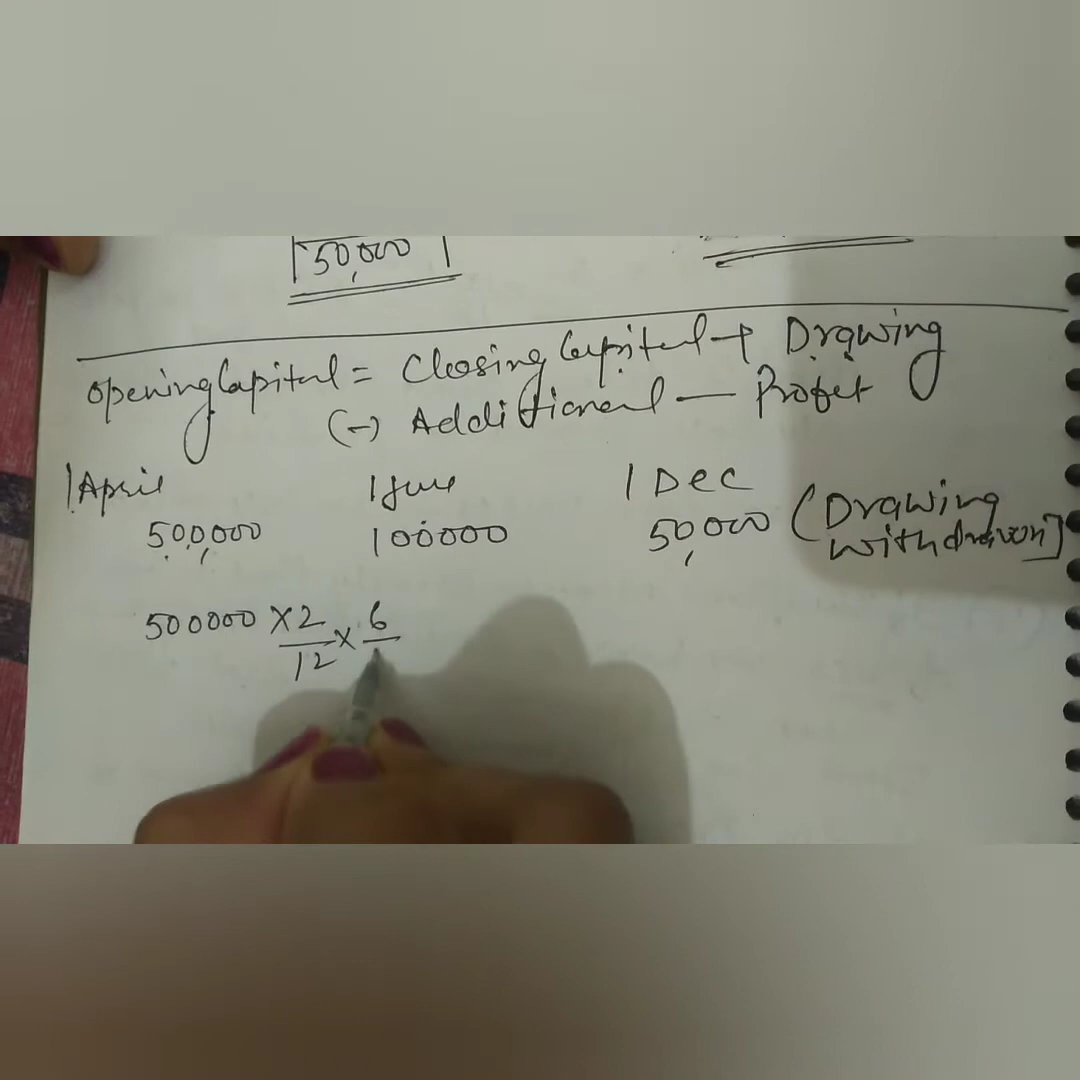 50,000
Opening Capital = Closing Capital + Drawing
(-) Additional — Profit
1 April 1 June 1 Dec
500,000 100000 50,000 (Drawing withdrawn]
500000 × 2/12 × 6